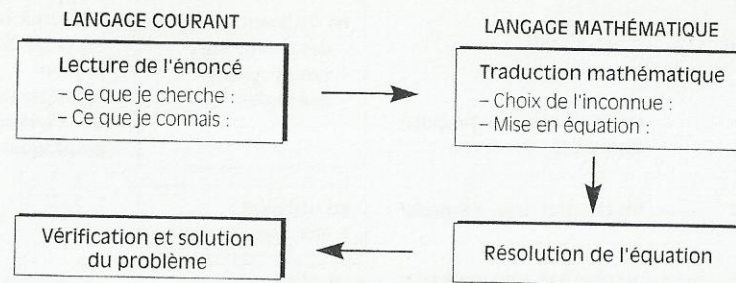 LANGAGE COURANT
Lecture de l'énoncé
– Ce que je cherche :
– Ce que je connais :
LANGAGE MATHÉMATIQUE
Traduction mathématique
– Choix de l'inconnue :
– Mise en équation :
Résolution de l'équation
Vérification et solution
du problème